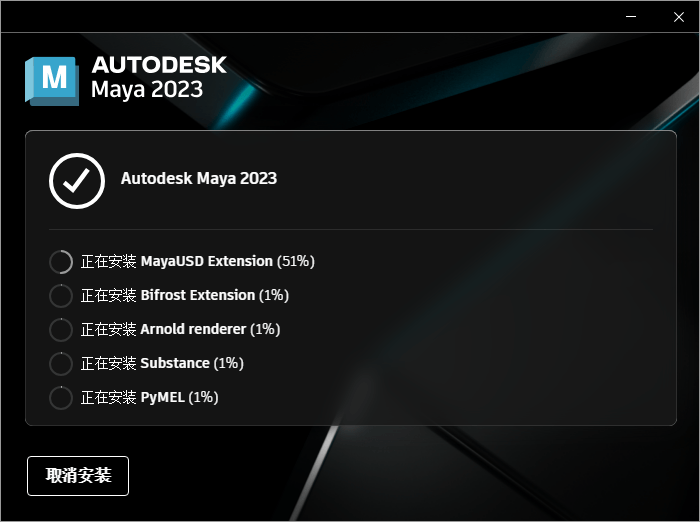 M
AUTODESK
Maya 2023
Autodesk Maya 2023
正在安装 MayaUSD Extension (51%)
正在安装 Bifrost Extension (1%)
正在安装 Arnold renderer (1%)
正在安装 Substance (1%)
正在安装 PyMEL (1%)
取消安装